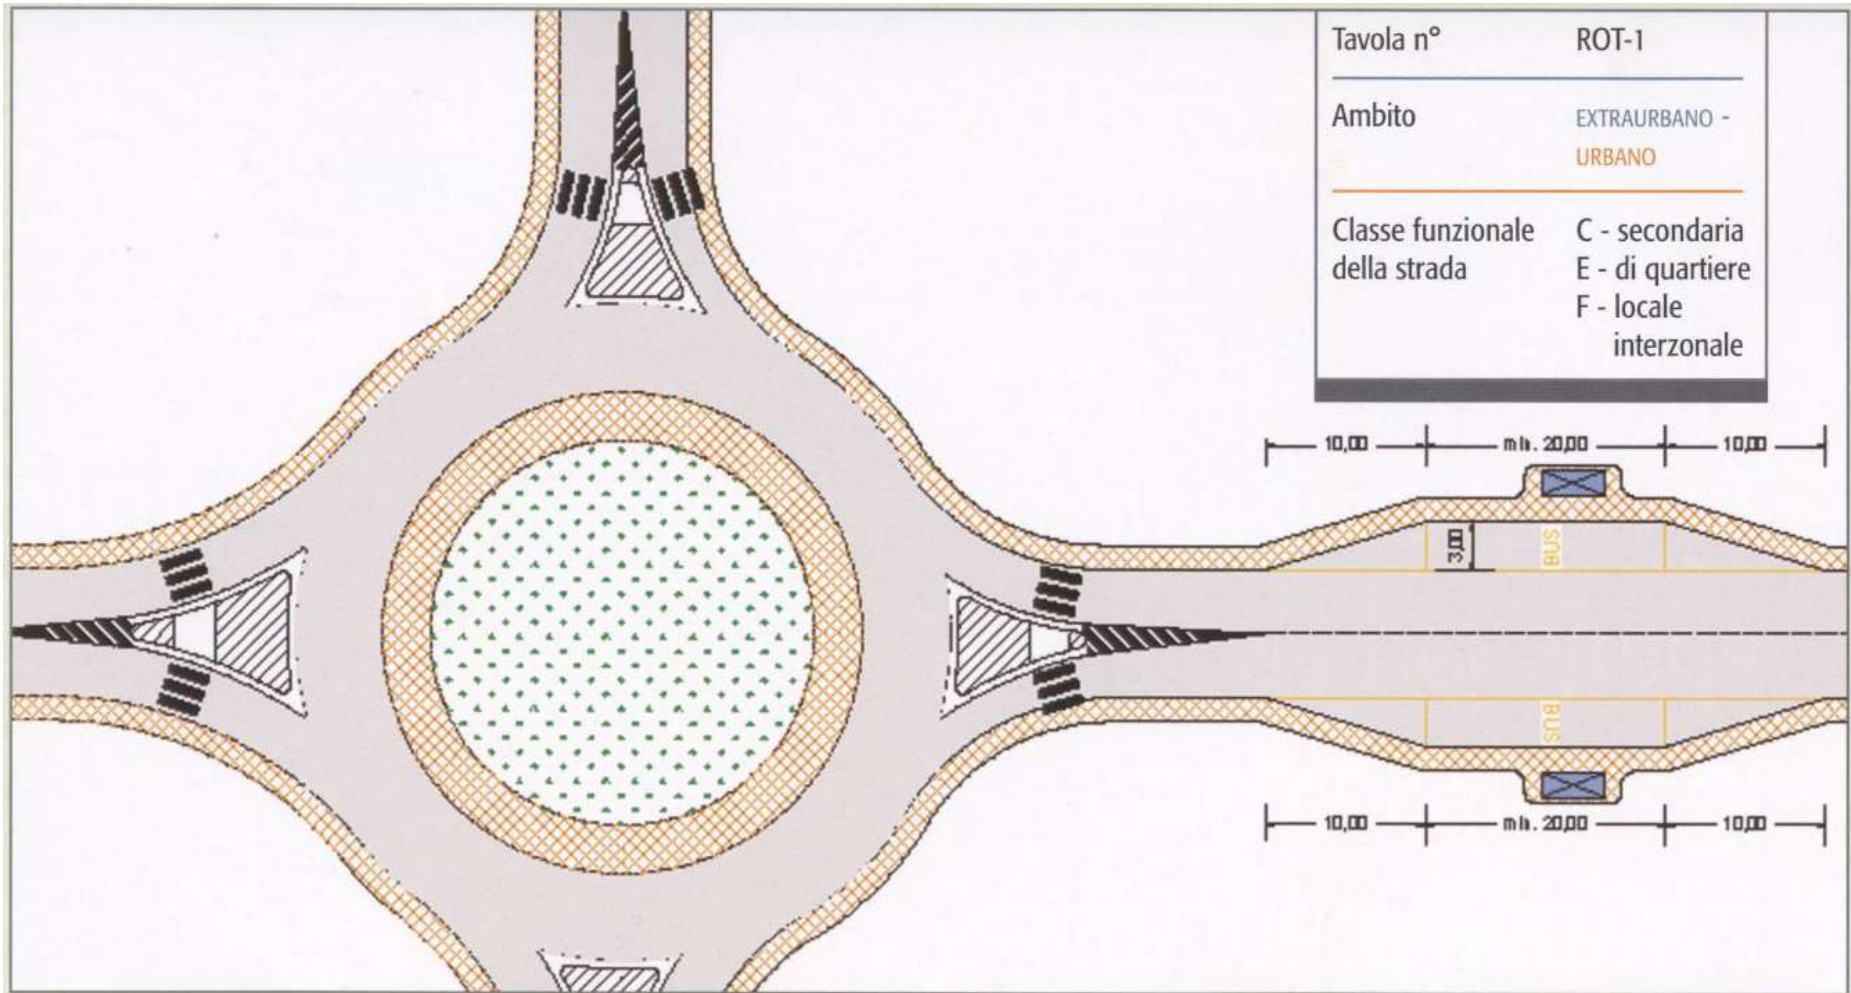 Tavola n° ROT-1
Ambito EXTRAURBANO -
URBANO
Classe funzionale C - secondaria
della strada E - di quartiere
F - locale
interzonale
10,00 min. 20,00 10,00
3,00
BUS
BUS
10,00 min. 20,00 10,00